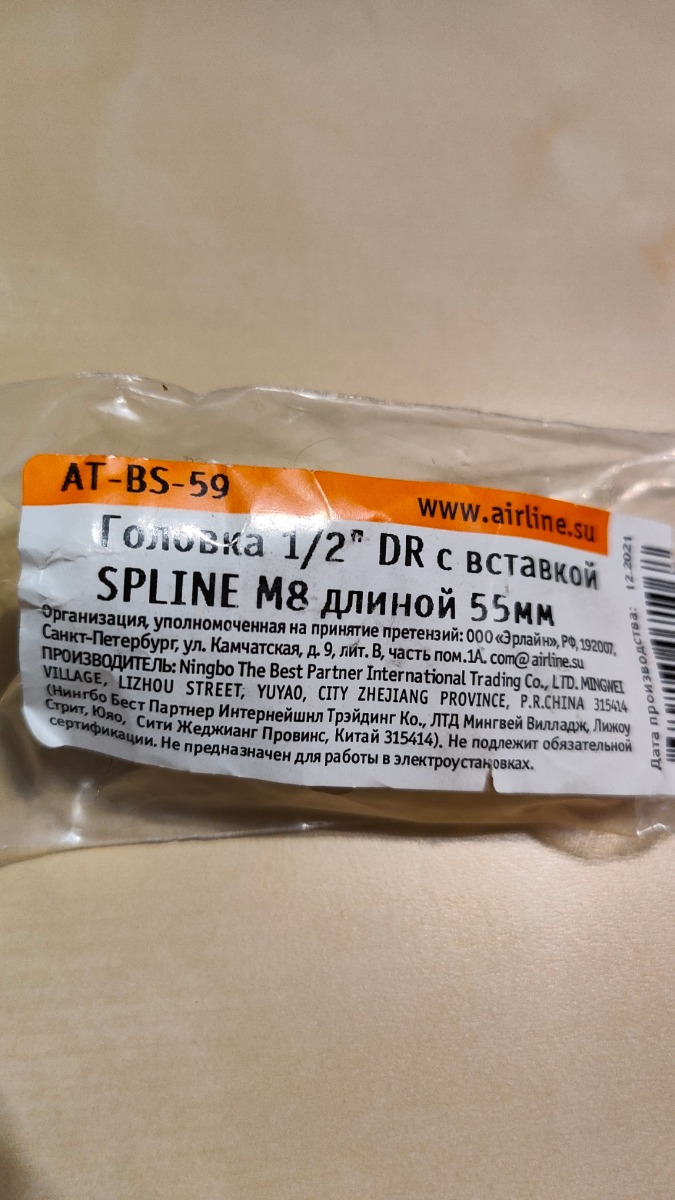 AT-BS-59
www.airline.su
Головка 1/2" DR с вставкой
SPLINE M8 длиной 55мм
Организация, уполномоченная на принятие претензий: ООО «Эрлайн», РФ, 192007,
Санкт-Петербург, ул. Камчатская, д. 9, лит. В, часть пом.1А. com@airline.su
ПРОИЗВОДИТЕЛЬ: Ningbo The Best Partner International Trading Co., LTD. MINGWEI
VILLAGE, LIZHOU STREET, YUYAO, CITY ZHEJIANG PROVINCE, P.R.CHINA 315414
(Нингбо Бест Партнер Интернейшнл Трэйдинг Ко., ЛТД Мингвей Вилладж, Лижоу
Стрит, Юяо, Сити Жеджианг Провинс, Китай 315414). Не подлежит обязательной
сертификации. Не предназначен для работы в электроустановках.
Дата производства: 12.2021